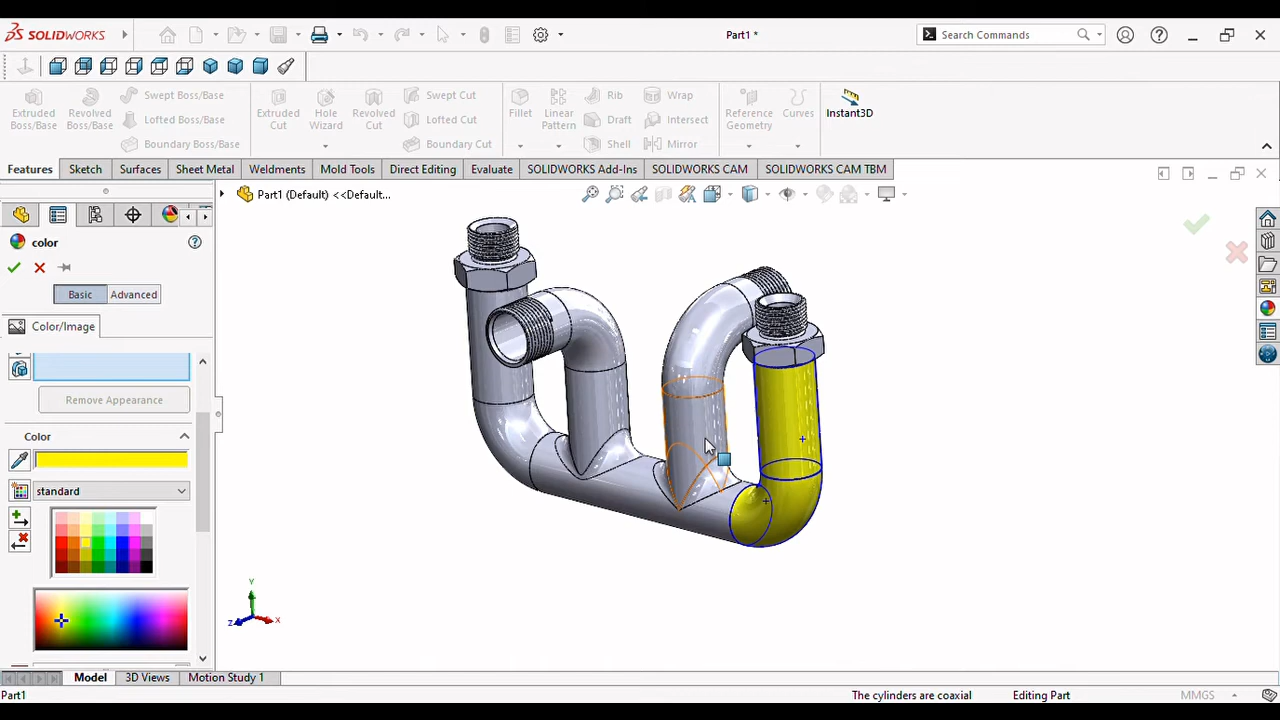 SOLIDWORKS
Part1 *
Search Commands
Extruded Boss/Base
Revolved Boss/Base
Swept Boss/Base
Lofted Boss/Base
Boundary Boss/Base
Extruded Cut
Hole Wizard
Revolved Cut
Swept Cut
Lofted Cut
Boundary Cut
Fillet
Linear Pattern
Rib
Draft
Shell
Wrap
Intersect
Mirror
Reference Geometry
Curves
Instant3D
Features Sketch Surfaces Sheet Metal Weldments Mold Tools Direct Editing Evaluate SOLIDWORKS Add-Ins SOLIDWORKS CAM SOLIDWORKS CAM TBM
Part1 (Default) <<Default...
color
Basic Advanced
Color/Image
Remove Appearance
Color
standard
Y
Z
X
Model 3D Views Motion Study 1
Part1 The cylinders are coaxial Editing Part MMGS